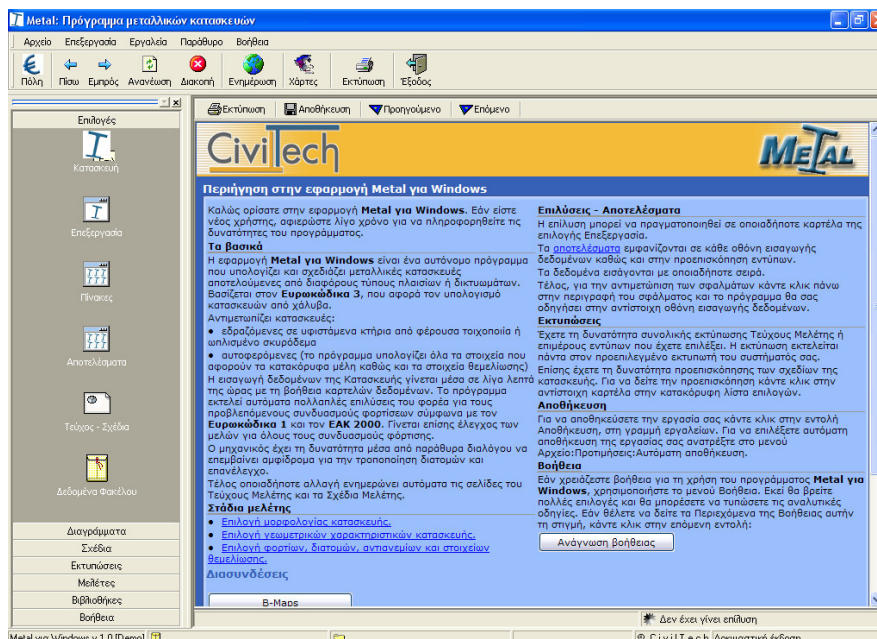 Metal: Πρόγραμμα μεταλλικών κατασκευών
Αρχείο Επεξεργασία Εργαλεία Παράθυρο Βοήθεια
Πόλη Πίσω Εμπρός Ανανέωση Διακοπή Ενημέρωση Χάρτες Εκτύπωση Έξοδος
Επιλογές
Κατασκευή
Επεξεργασία
Πίνακες
Αποτελέσματα
Τεύχος - Σχέδια
Δεδομένα Φακέλου
Διαγράμματα
Σχέδια
Εκτυπώσεις
Μελέτες
Βιβλιοθήκες
Βοήθεια
Εκτύπωση Αποθήκευση Προηγούμενο Επόμενο
CiviTech METAL
Περιήγηση στην εφαρμογή Metal για Windows
Καλώς ορίσατε στην εφαρμογή Metal για Windows. Εάν είστε
νέος χρήστης, αφιερώστε λίγο χρόνο για να πληροφορηθείτε τις
δυνατότητες του προγράμματος.
Τα βασικά
Η εφαρμογή Metal για Windows είναι ένα αυτόνομο πρόγραμμα
που υπολογίζει και σχεδιάζει μεταλλικές κατασκευές
αποτελούμενες από διάφορους τύπους πλαισίων ή δικτυωμάτων.
Βασίζεται στον Ευρωκώδικα 3, που αφορά τον υπολογισμό
κατασκευών από χάλυβα.
Αντιμετωπίζει κατασκευές:
• εδραζόμενες σε υφιστάμενα κτήρια από φέρουσα τοιχοποιία ή
ωπλισμένο σκυρόδεμα
• αυτοφερόμενες (το πρόγραμμα υπολογίζει όλα τα στοιχεία που
αφορούν τα κατακόρυφα μέλη καθώς και τα στοιχεία θεμελίωσης)
Η εισαγωγή δεδομένων της Κατασκευής γίνεται μέσα σε λίγα λεπτά
της ώρας με τη βοήθεια καρτελών δεδομένων. Το πρόγραμμα
εκτελεί αυτόματα πολλαπλές επιλύσεις του φορέα για τους
προβλεπόμενους συνδυασμούς φορτίσεων σύμφωνα με τον
Ευρωκώδικα 1 και τον ΕΑΚ 2000. Γίνεται επίσης έλεγχος των
μελών για όλους τους συνδυασμούς φόρτισης.
Ο μηχανικός έχει τη δυνατότητα μέσα από παράθυρα διαλόγου να
επεμβαίνει αμφίδρομα για την τροποποίηση διατομών και
επανέλεγχο.
Τέλος οποιαδήποτε αλλαγή ενημερώνει αυτόματα τις σελίδες του
Τεύχους Μελέτης και τα Σχέδια Μελέτης.
Στάδια μελέτης
• Επιλογή μορφολογίας κατασκευής.
• Επιλογή γεωμετρικών χαρακτηριστικών κατασκευής.
• Επιλογή φορτίων, διατομών, αντιανεμίων και στοιχείων
θεμελίωσης.
Διασυνδέσεις
B-Maps
Επιλύσεις - Αποτελέσματα
Η επίλυση μπορεί να πραγματοποιηθεί σε οποιαδήποτε καρτέλα της
επιλογής Επεξεργασία.
Τα αποτελέσματα εμφανίζονται σε κάθε οθόνη εισαγωγής
δεδομένων καθώς και στην προεπισκόπηση εντύπων.
Τα δεδομένα εισάγονται με οποιαδήποτε σειρά.
Τέλος, για την αντιμετώπιση των σφαλμάτων κάντε κλικ πάνω
στην περιγραφή του σφάλματος και το πρόγραμμα θα σας
οδηγήσει στην αντίστοιχη οθόνη εισαγωγής δεδομένων.
Εκτυπώσεις
Έχετε τη δυνατότητα συνολικής εκτύπωσης Τεύχους Μελέτης ή
επιμέρους εντύπων που έχετε επιλέξει. Η εκτύπωση εκτελείται
πάντα στον προεπιλεγμένο εκτυπωτή του συστήματός σας.
Επίσης έχετε τη δυνατότητα προεπισκόπησης των σχεδίων της
κατασκευής. Για να δείτε την προεπισκόπηση κάντε κλικ στην
αντίστοιχη καρτέλα στην κατακόρυφη λίστα επιλογών.
Αποθήκευση
Για να αποθηκεύσετε την εργασία σας κάντε κλικ στην εντολή
Αποθήκευση, στη γραμμή εργαλείων. Για να επιλέξετε αυτόματη
αποθήκευση της εργασίας σας ανατρέξτε στο μενού
Αρχείο:Προτιμήσεις:Αυτόματη αποθήκευση.
Βοήθεια
Εάν χρειάζεστε βοήθεια για τη χρήση του προγράμματος Metal για
Windows, χρησιμοποιήστε το μενού Βοήθεια. Εκεί θα βρείτε
πολλές επιλογές και θα μπορέσετε να τυπώσετε τις αναλυτικές
οδηγίες. Εάν θέλετε να δείτε τα Περιεχόμενα της Βοήθειας αυτήν
τη στιγμή, κάντε κλικ στην επόμενη εντολή:
Ανάγνωση βοήθειας
Δεν έχει γίνει επίλυση
Metal για Windows v 1.0 [Demo] © CivilTech Δοκιμαστική έκδοση